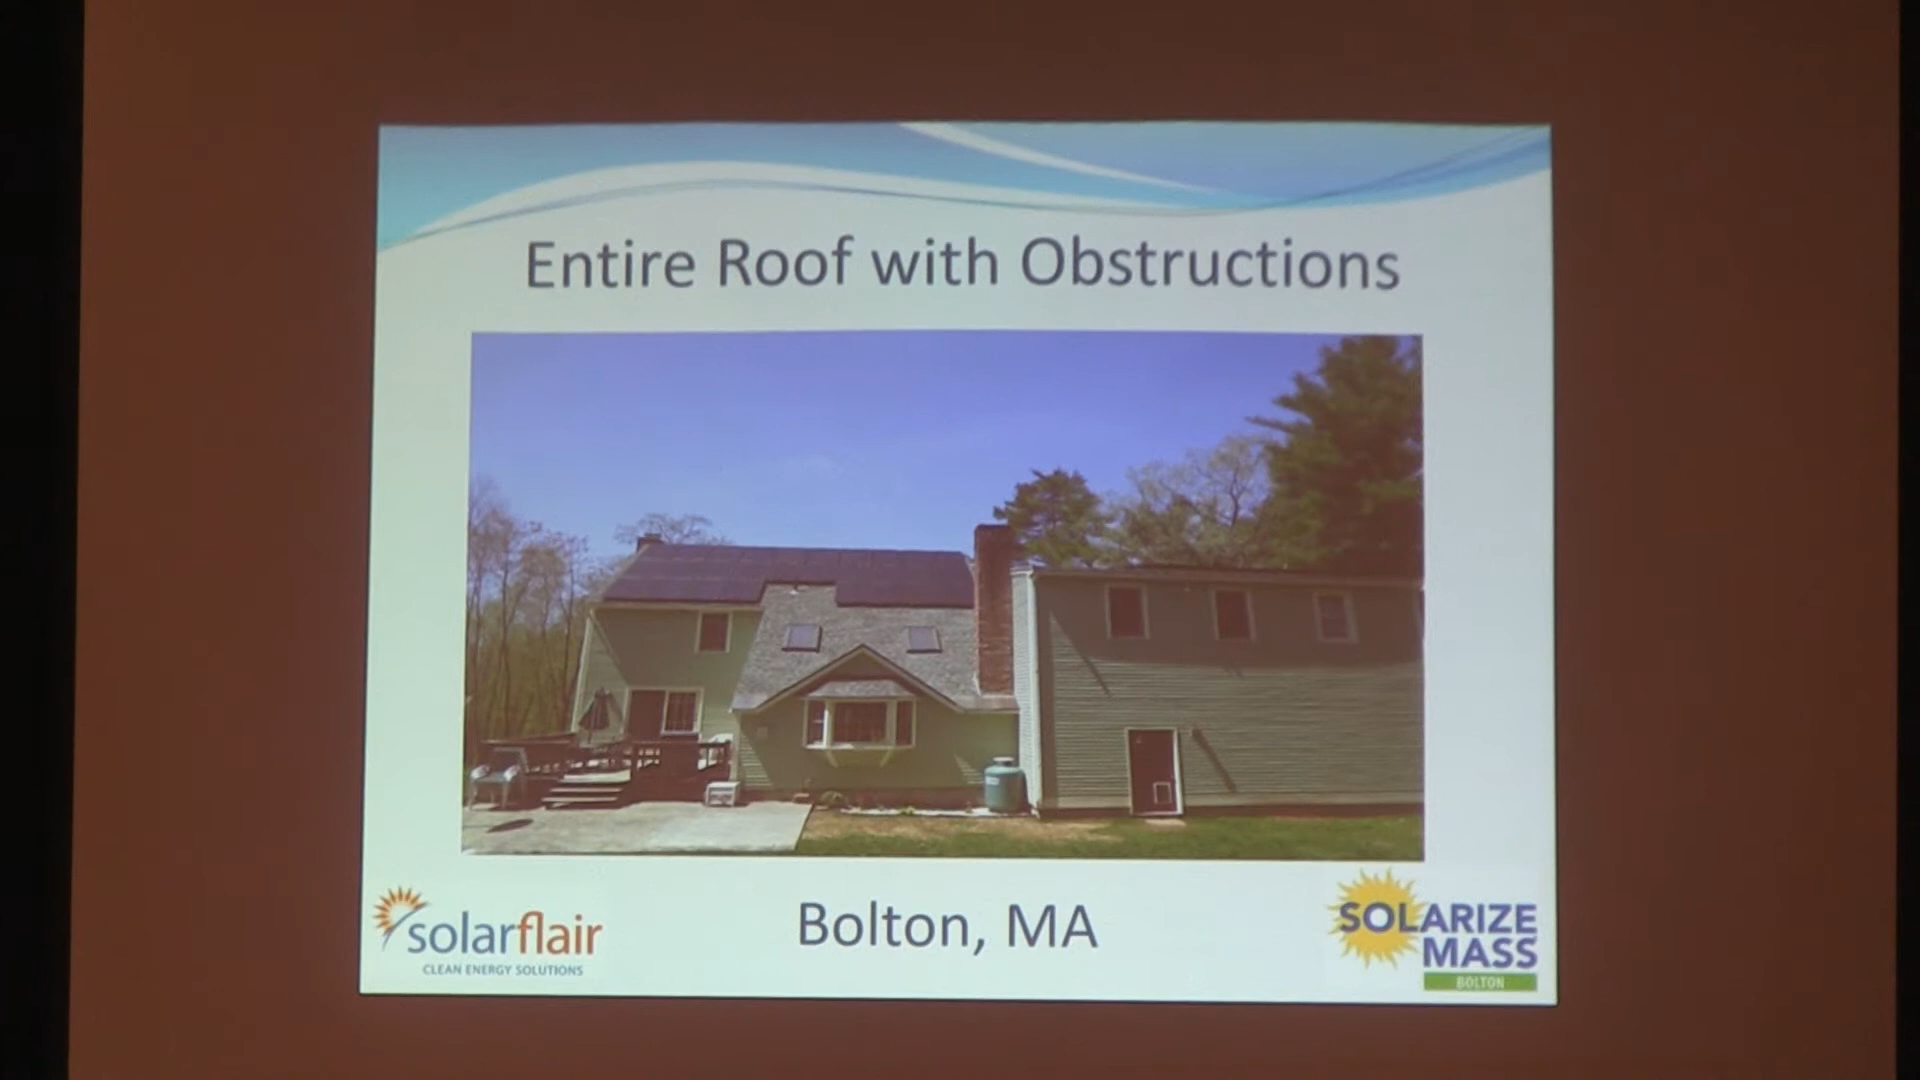 Entire Roof with Obstructions
Bolton, MA
solarflair
CLEAN ENERGY SOLUTIONS
SOLARIZE
MASS
BOLTON